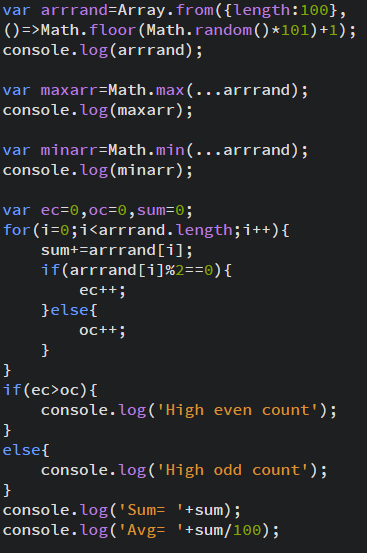 var arrrand=Array.from({length:100},
()=>Math.floor(Math.random()*101)+1);
console.log(arrrand);

var maxarr=Math.max(...arrrand);
console.log(maxarr);

var minarr=Math.min(...arrrand);
console.log(minarr);

var ec=0,oc=0,sum=0;
for(i=0;i<arrrand.length;i++){
    sum+=arrrand[i];
    if(arrrand[i]%2==0){
        ec++;
    }else{
        oc++;
    }
}
if(ec>oc){
    console.log('High even count');
}
else{
    console.log('High odd count');
}
console.log('Sum= '+sum);
console.log('Avg= '+sum/100);